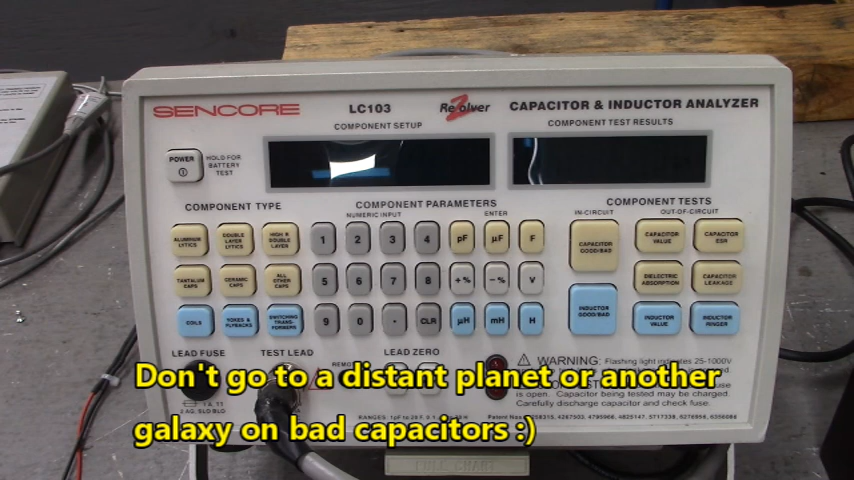 SENCORE LC103 ReZolver CAPACITOR & INDUCTOR ANALYZER
COMPONENT SETUP
COMPONENT TEST RESULTS
POWER
HOLD FOR
BATTERY
TEST
COMPONENT TYPE
COMPONENT PARAMETERS
NUMERIC INPUT ENTER
COMPONENT TESTS
IN-CIRCUIT OUT-OF-CIRCUIT
ALUMINUM
LYTICS
DOUBLE
LAYER
LYTICS
HIGH R
DOUBLE
LAYER
1 2 3 4 pF µF F
CAPACITOR
GOOD/BAD
CAPACITOR
VALUE
CAPACITOR
ESR
TANTALUM
CAPS
CERAMIC
CAPS
ALL
OTHER
CAPS
5 6 7 8 +% -% V
DIELECTRIC
ABSORPTION
CAPACITOR
LEAKAGE
COILS
YOKES &
FLYBACKS
SWITCHING
TRANS-
FORMERS
9 0 CLR µH mH H
INDUCTOR
GOOD/BAD
INDUCTOR
VALUE
INDUCTOR
RINGER
LEAD FUSE TEST LEAD LEAD ZERO
WARNING: Flashing light indicates 25-1000V
is open. Capacitor being tested may be charged.
Carefully discharge capacitor and check fuse.
Don't go to a distant planet or another
galaxy on bad capacitors :)